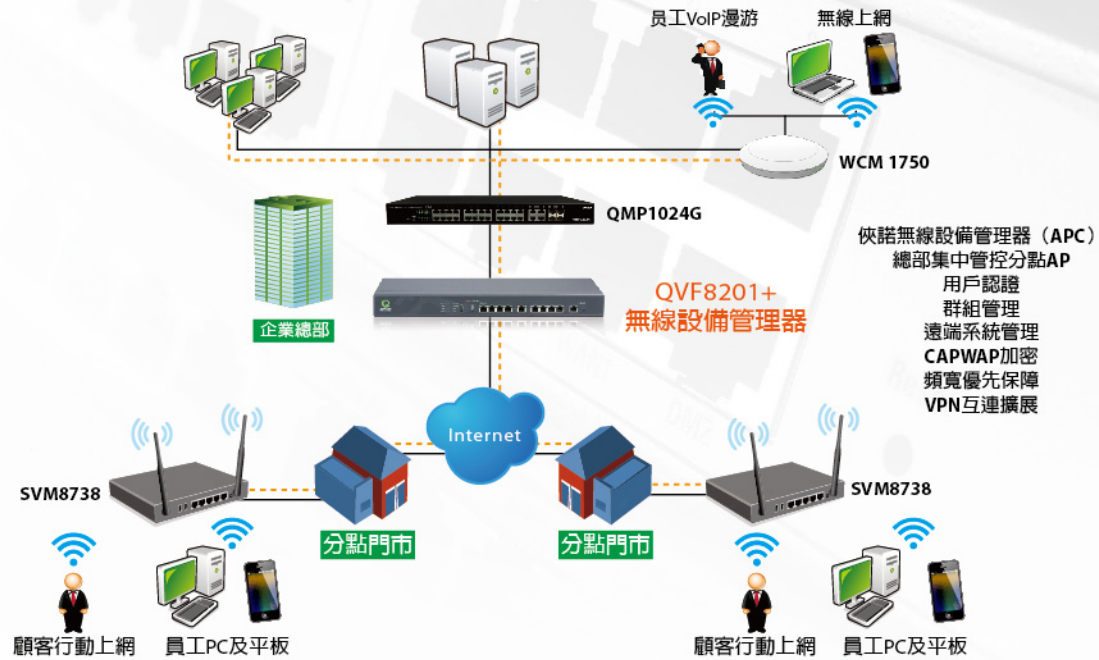 员工VoIP漫游
無線上網
WCM 1750
QMP1024G
俠諾無線設備管理器（APC）
總部集中管控分點AP
用戶認證
群組管理
遠端系統管理
CAPWAP加密
頻寬優先保障
VPN互連擴展
QVF8201+
無線設備管理器
企業總部
Internet
SVM8738
SVM8738
分點門市
分點門市
顧客行動上網
員工PC及平板
顧客行動上網
員工PC及平板